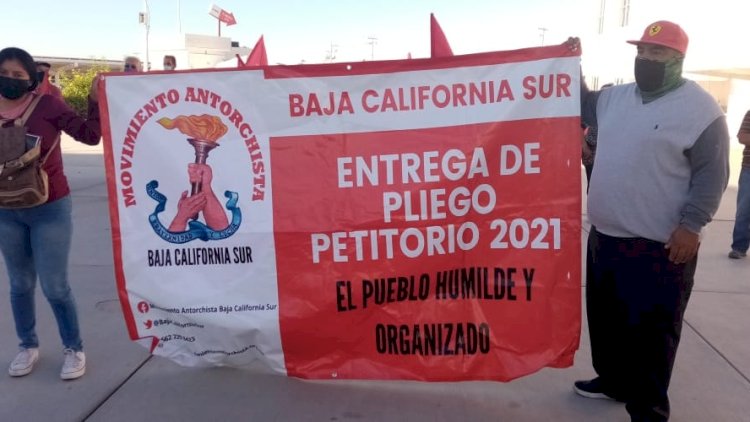 MOVIMIENTO ANTORCHISTA
BAJA CALIFORNIA SUR
Movimiento Antorchista Baja California Sur
BAJA CALIFORNIA SUR
ENTREGA DE
PLIEGO
PETITORIO 2021
EL PUEBLO HUMILDE Y
ORGANIZADO